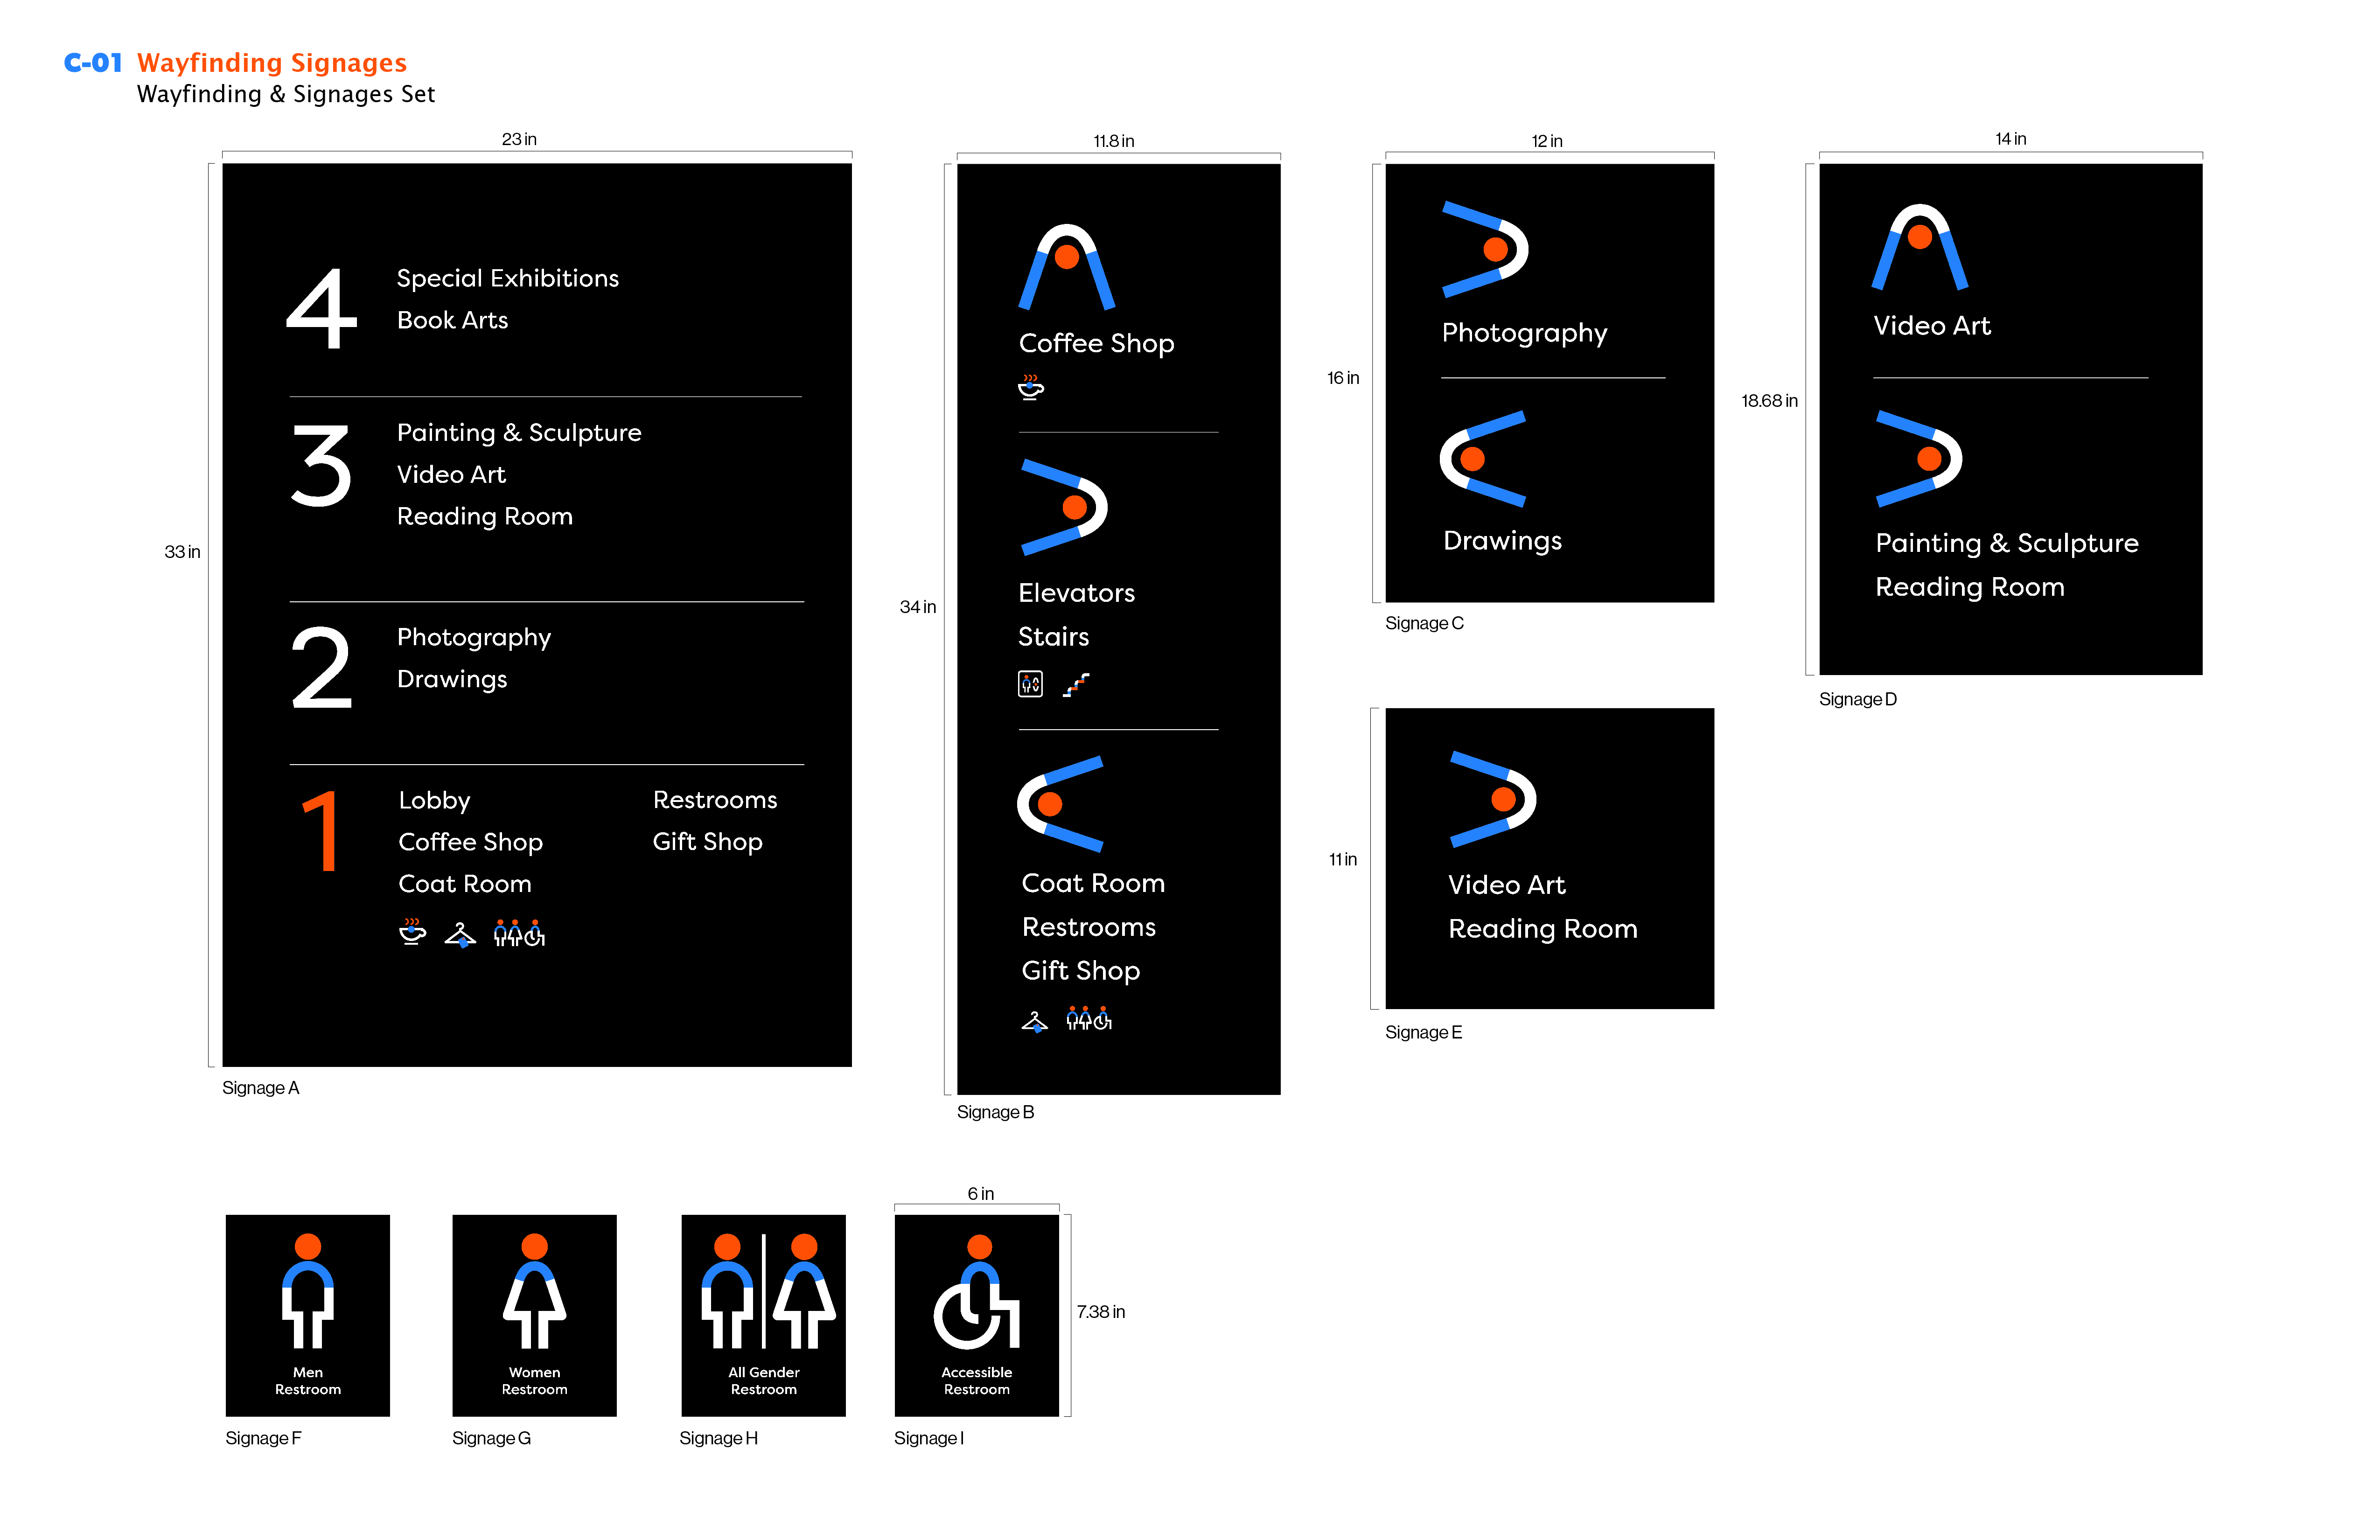 C-01 Wayfinding Signages
Wayfinding & Signages Set
23 in
33 in
4
Special Exhibitions
Book Arts
3
Painting & Sculpture
Video Art
Reading Room
2
Photography
Drawings
1
Lobby
Coffee Shop
Coat Room
Restrooms
Gift Shop
Signage A
11.8 in
34 in
Coffee Shop
Elevators
Stairs
Coat Room
Restrooms
Gift Shop
Signage B
12 in
16 in
Photography
Drawings
Signage C
14 in
18.68 in
Video Art
Painting & Sculpture
Reading Room
Signage D
11 in
Video Art
Reading Room
Signage E
Men
Restroom
Signage F
Women
Restroom
Signage G
All Gender
Restroom
Signage H
6 in
7.38 in
Accessible
Restroom
Signage I